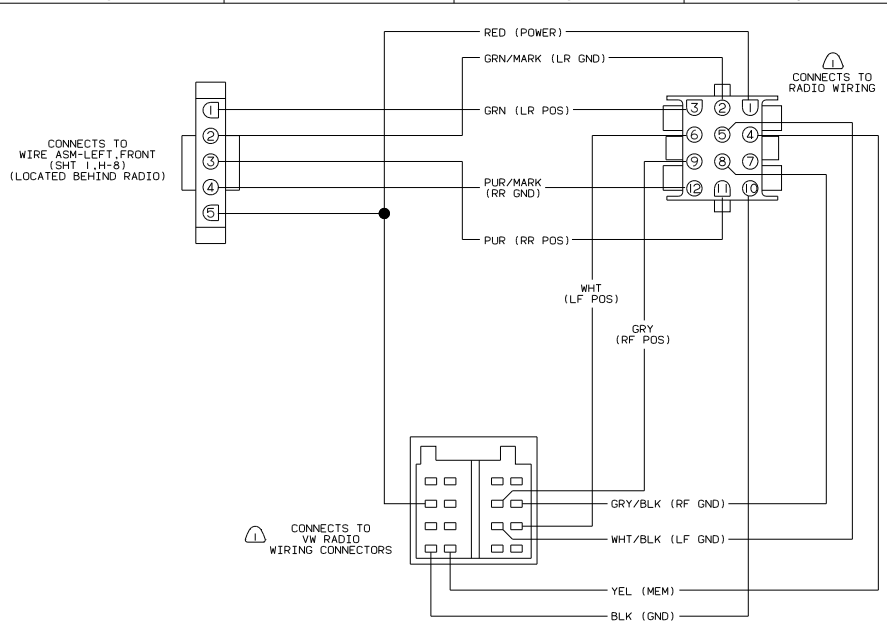 RED (POWER)
GRN/MARK (LR GND)
1
CONNECTS TO
RADIO WIRING
GRN (LR POS)
1
2
3
4
5
3 2 1
6 5 4
9 8 7
12 11 10
CONNECTS TO
WIRE ASM-LEFT,FRONT
(SHT 1,H-8)
(LOCATED BEHIND RADIO)
PUR/MARK
(RR GND)
PUR (RR POS)
WHT
(LF POS)
GRY
(RF POS)
GRY/BLK (RF GND)
1
CONNECTS TO
VW RADIO
WIRING CONNECTORS
WHT/BLK (LF GND)
YEL (MEM)
BLK (GND)